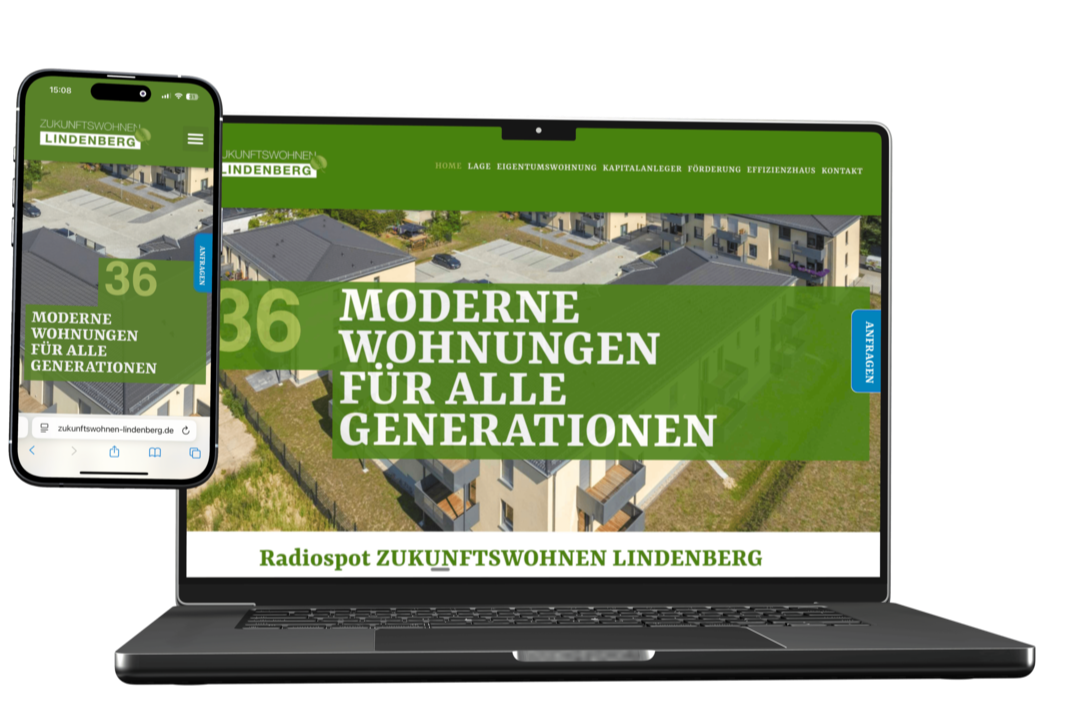 15:08
ZUKUNFTSWOHNEN
LINDENBERG
36
MODERNE
WOHNUNGEN
FÜR ALLE
GENERATIONEN
ANFRAGEN
zukunftswohnen-lindenberg.de
UKUNFTSWOHNEN
LINDENBERG
HOME LAGE EIGENTUMSWOHNUNG KAPITALANLEGER FÖRDERUNG EFFIZIENZHAUS KONTAKT
36
MODERNE
WOHNUNGEN
FÜR ALLE
GENERATIONEN
ANFRAGEN
Radiospot ZUKUNFTSWOHNEN LINDENBERG